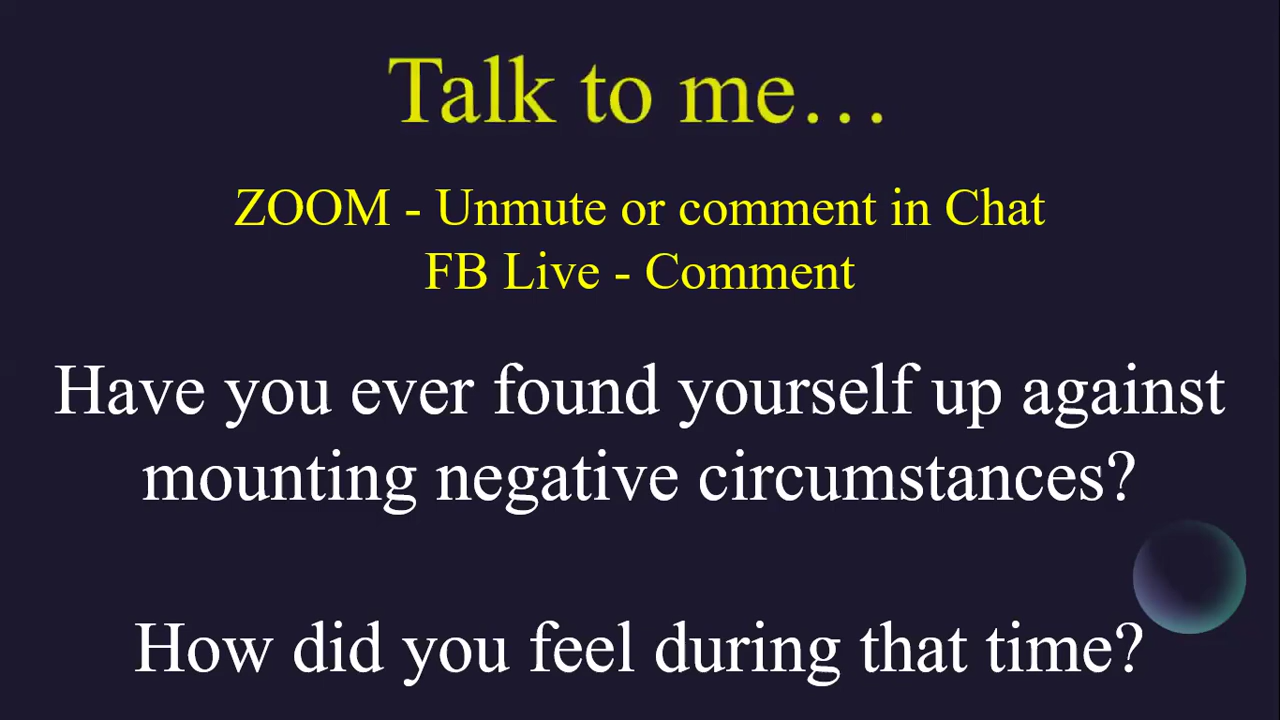 Talk to me…
ZOOM - Unmute or comment in Chat
FB Live - Comment
Have you ever found yourself up against
mounting negative circumstances?
How did you feel during that time?